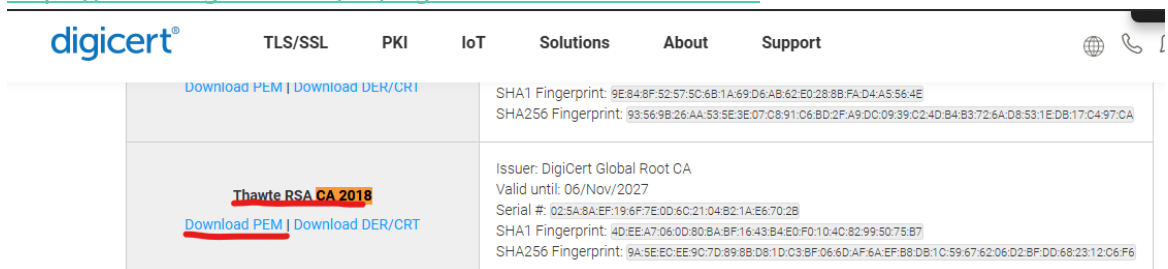 digicert®
TLS/SSL PKI IoT Solutions About Support
Download PEM | Download DER/CRT
SHA1 Fingerprint: 9E:84:8F:52:57:5C:6B:1A:69:D6:AB:62:E0:28:8B:FA:D4:A5:56:4E
SHA256 Fingerprint: 93:56:9B:26:AA:53:5E:3E:07:C8:91:C6:BD:2F:A9:DC:09:39:C2:4D:B4:B3:72:6A:D8:53:1E:DB:17:C4:97:CA
Thawte RSA CA 2018
Download PEM | Download DER/CRT
Issuer: DigiCert Global Root CA
Valid until: 06/Nov/2027
Serial #: 02:5A:8A:EF:19:6F:7E:0D:6C:21:04:B2:1A:E6:70:2B
SHA1 Fingerprint: 4D:EE:A7:06:0D:80:BA:BF:16:43:B4:E0:F0:10:4C:82:99:50:75:B7
SHA256 Fingerprint: 9A:5E:EC:EE:9C:7D:89:8B:D8:1D:C3:BF:06:6D:AF:6A:EF:B8:DB:1C:59:67:62:06:D2:BF:DD:68:23:12:C6:F6